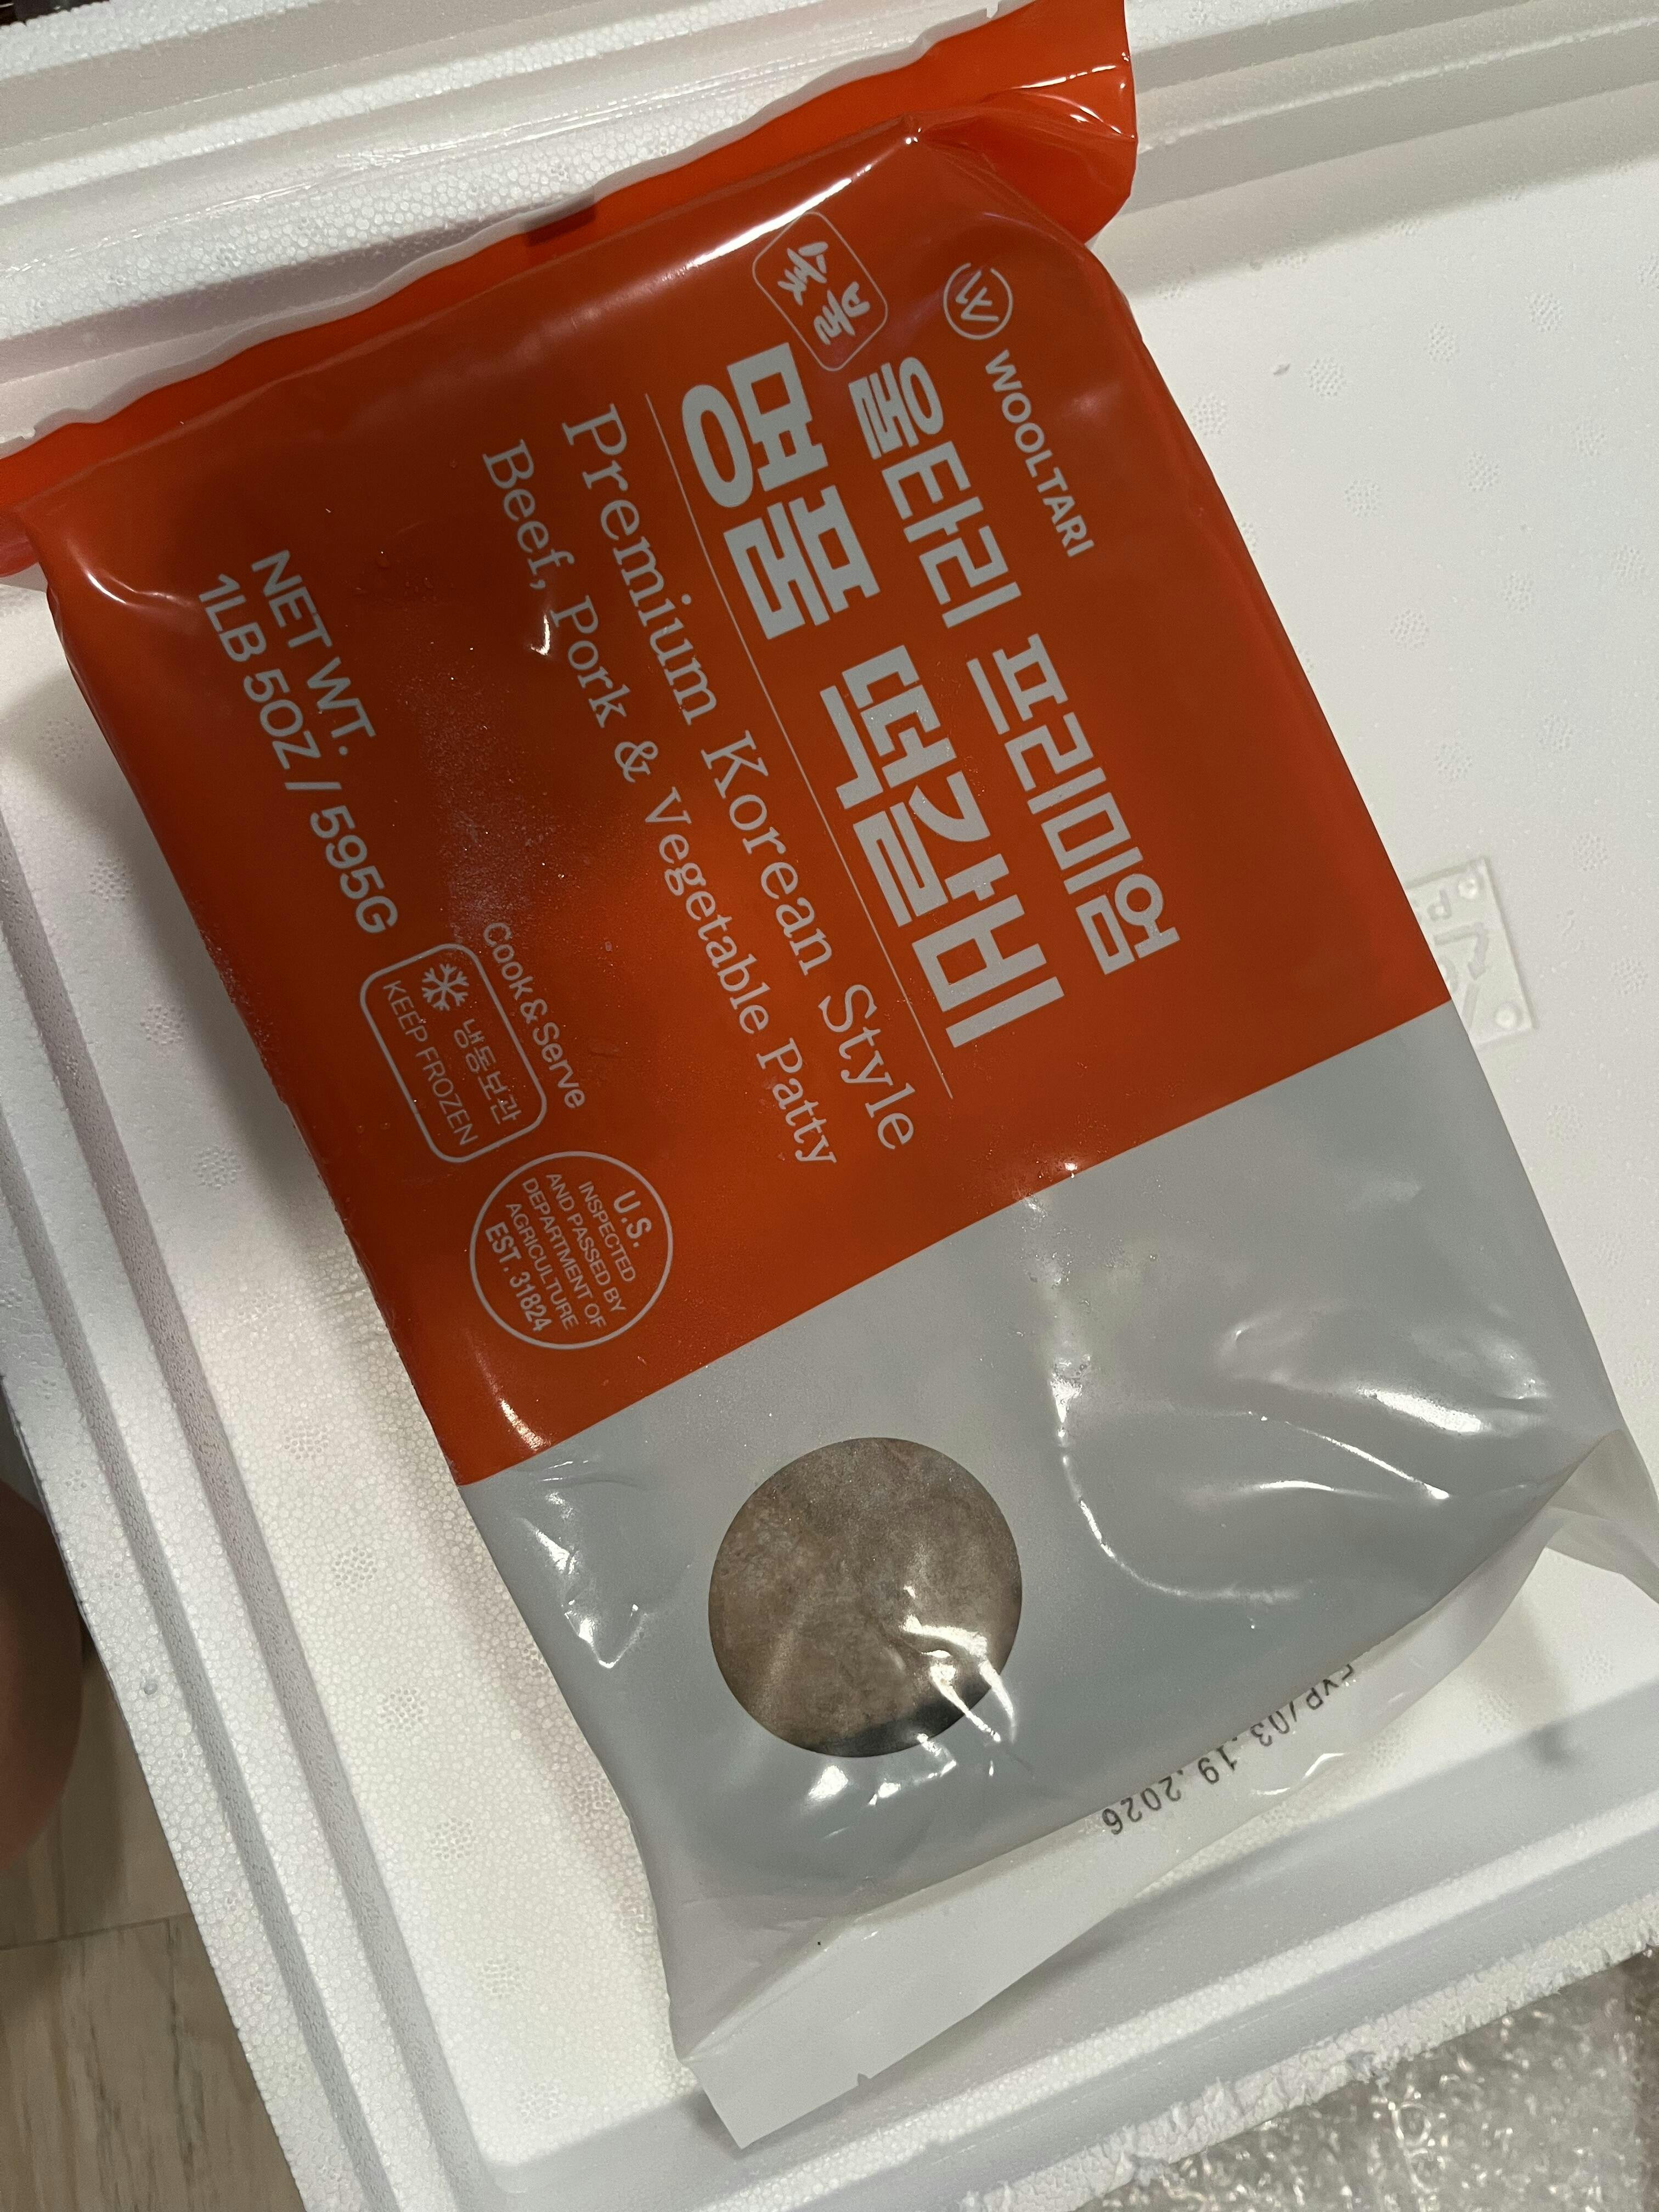 WOOLTARI
숯불
울타리 프리미엄
명품 떡갈비
Premium Korean Style
Beef, Pork & Vegetable Patty
Cook & Serve
냉동보관
KEEP FROZEN
NET WT.
1LB 5OZ / 595G
U.S.
INSPECTED
AND PASSED BY
DEPARTMENT OF
AGRICULTURE
EST. 31824
EXP/03.19.2026